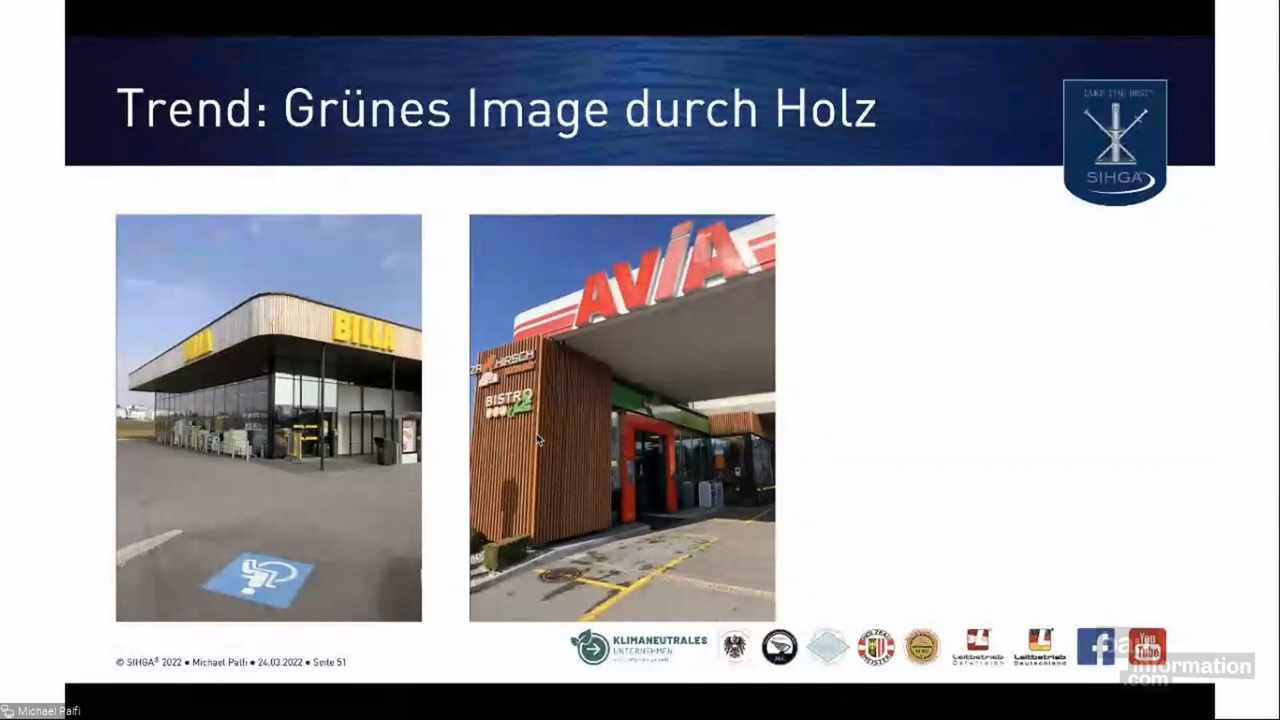 Trend: Grünes Image durch Holz
TAKE THE BEST
SIHGA
BILLA
BILLA
AVIA
HIRSCH
BISTRO
KLIMANEUTRALES
UNTERNEHMEN
Leitbetrieb
Österreich
Leitbetrieb
Deutschland
You
Tube
© SIHGA® 2022 ● Michael Palfi ● 24.03.2022 ● Seite
information
.com
Michael Palfi